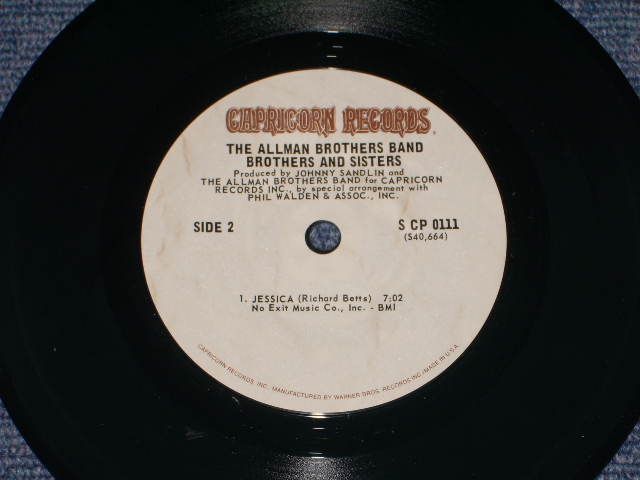 CAPRICORN RECORDS
THE ALLMAN BROTHERS BAND
BROTHERS AND SISTERS
Produced by JOHNNY SANDLIN and
THE ALLMAN BROTHERS BAND for CAPRICORN
RECORDS INC., by special arrangement with
PHIL WALDEN & ASSOC., INC.
SIDE 2
S CP 0111
(S40,664)
1. JESSICA (Richard Betts) 7:02
No Exit Music Co., Inc. - BMI
CAPRICORN RECORDS, INC. MANUFACTURED BY WARNER BROS. RECORDS INC./MADE IN U.S.A.